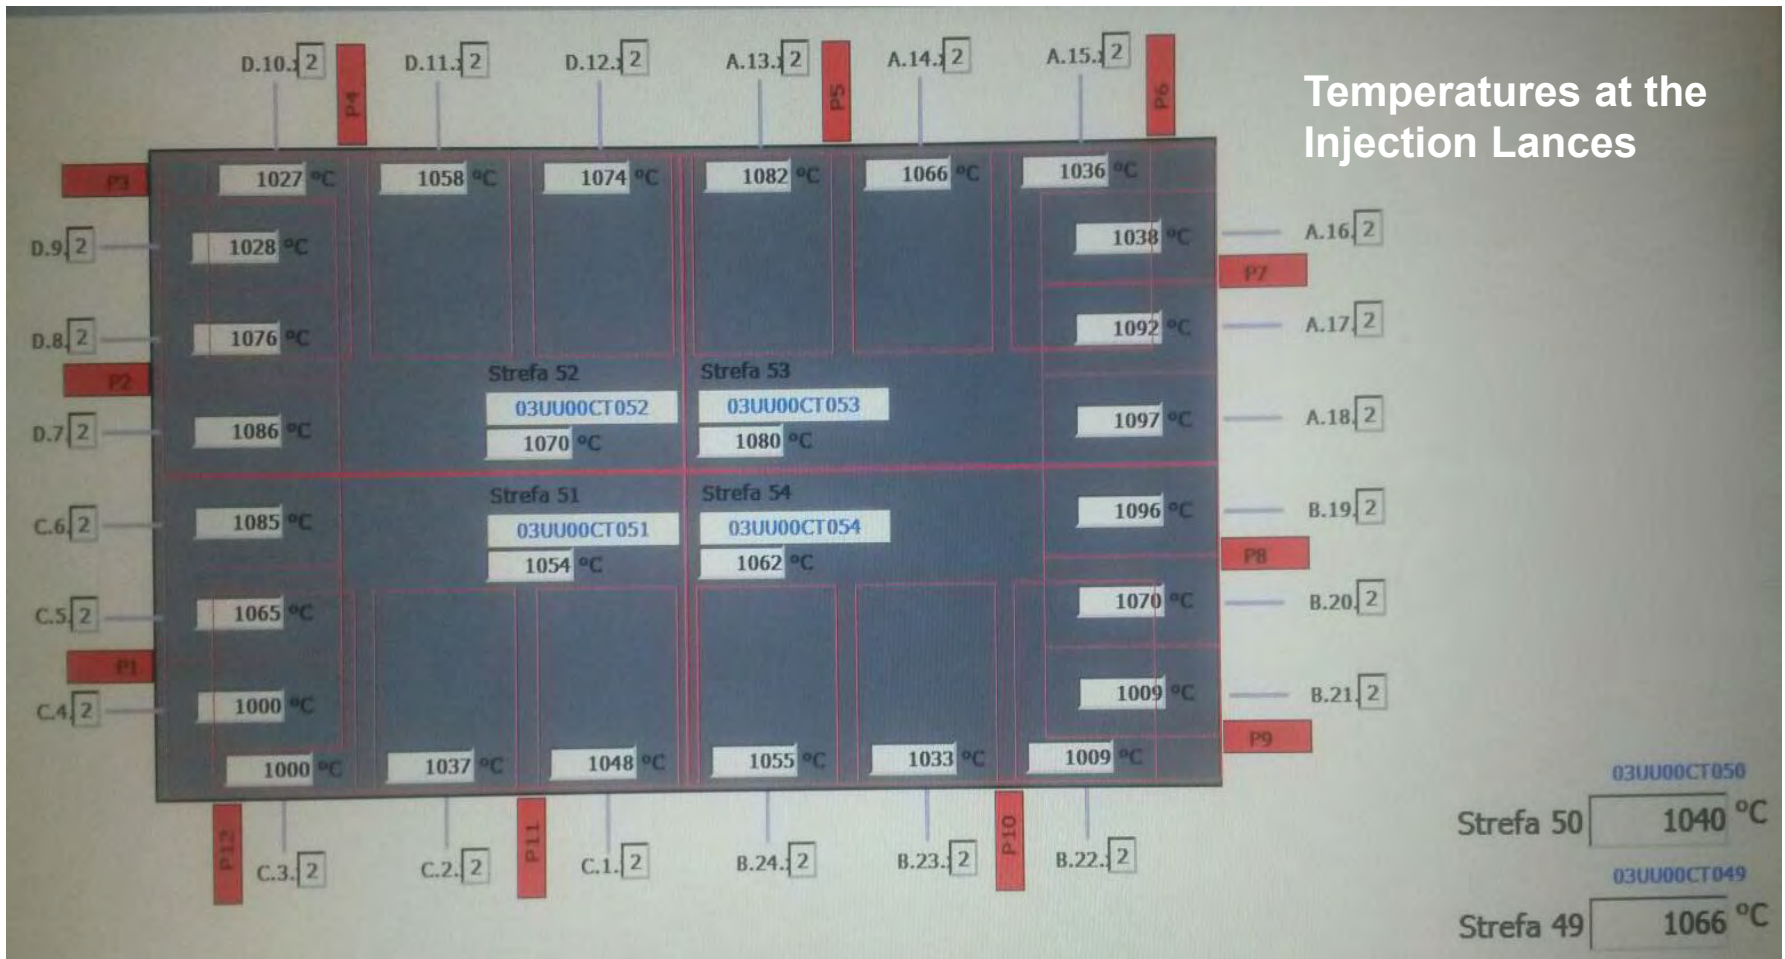 Temperatures at the
Injection Lances
D.10. 2
D.11. 2
D.12. 2
A.13. 2
A.14. 2
A.15. 2
P4
P5
P6
P3
1027 °C
1058 °C
1074 °C
1082 °C
1066 °C
1036 °C
D.9. 2
1028 °C
1038 °C
A.16. 2
P7
D.8. 2
1076 °C
1092 °C
A.17. 2
P2
Strefa 52
Strefa 53
03UU00CT052
03UU00CT053
D.7. 2
1086 °C
1070 °C
1080 °C
1097 °C
A.18. 2
Strefa 51
Strefa 54
C.6. 2
1085 °C
03UU00CT051
03UU00CT054
1096 °C
B.19. 2
1054 °C
1062 °C
P8
C.5. 2
1065 °C
1070 °C
B.20. 2
P1
C.4. 2
1000 °C
1009 °C
B.21. 2
P9
1000 °C
1037 °C
1048 °C
1055 °C
1033 °C
1009 °C
P12
P11
P10
C.3. 2
C.2. 2
C.1. 2
B.24. 2
B.23. 2
B.22. 2
03UU00CT050
Strefa 50 1040 °C
03UU00CT049
Strefa 49 1066 °C